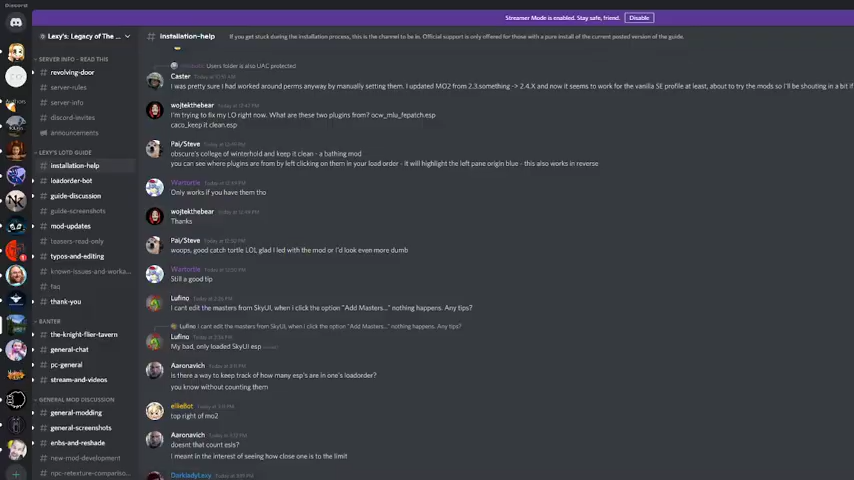 Discord
Streamer Mode is enabled. Stay safe, friend.
Disable
Lexy's: Legacy of The ...
# installation-help
If you get stuck during the installation process, this is the channel to be in. Official support is only offered for those with a pure install of the current posted version of the guide.
SERVER INFO - READ THIS
# revolving-door
# server-rules
# server-info
# discord-invites
announcements
LEXY'S LOTD GUIDE
# installation-help
# loadorder-bot
# guide-discussion
# guide-screenshots
# mod-updates
# teasers-read-only
# typos-and-editing
# known-issues-and-worka...
# faq
# thank-you
BANTER
# the-knight-flier-tavern
# general-chat
# pc-general
# stream-and-videos
GENERAL MOD DISCUSSION
# general-modding
# general-screenshots
# enbs-and-reshade
# new-mod-development
# npc-retexture-compariso...
Users folder is also UAC protected
Caster
I was pretty sure I had worked around perms anyway by manually setting them. I updated MO2 from 2.3.something -> 2.4.X and now it seems to work for the vanilla SE profile at least, about to try the mods so I'll be shouting in a bit if
wojtekthebear
I'm trying to fix my LO right now. What are these two plugins from? ocw_mlu_fepatch.esp
caco_keep it clean.esp
Pai/Steve
obscure's college of winterhold and keep it clean - a bathing mod
you can see where plugins are from by left clicking on them in your load order - it will highlight the left pane origin blue - this also works in reverse
Wartortle
Only works if you have them tho
wojtekthebear
Thanks
Pai/Steve
woops, good catch tortle LOL glad I led with the mod or I'd look even more dumb
Wartortle
Still a good tip
Lufino
I cant edit the masters from SkyUI, when i click the option "Add Masters..." nothing happens. Any tips?
Lufino I cant edit the masters from SkyUI, when i click the option "Add Masters..." nothing happens. Any tips?
Lufino
My bad, only loaded SkyUI esp
Aaronavich
is there a way to keep track of how many esp's are in one's loadorder?
you know without counting them
ellieBot
top right of mo2
Aaronavich
doesnt that count esls?
I meant in the interest of seeing how close one is to the limit
DarkladyLexy